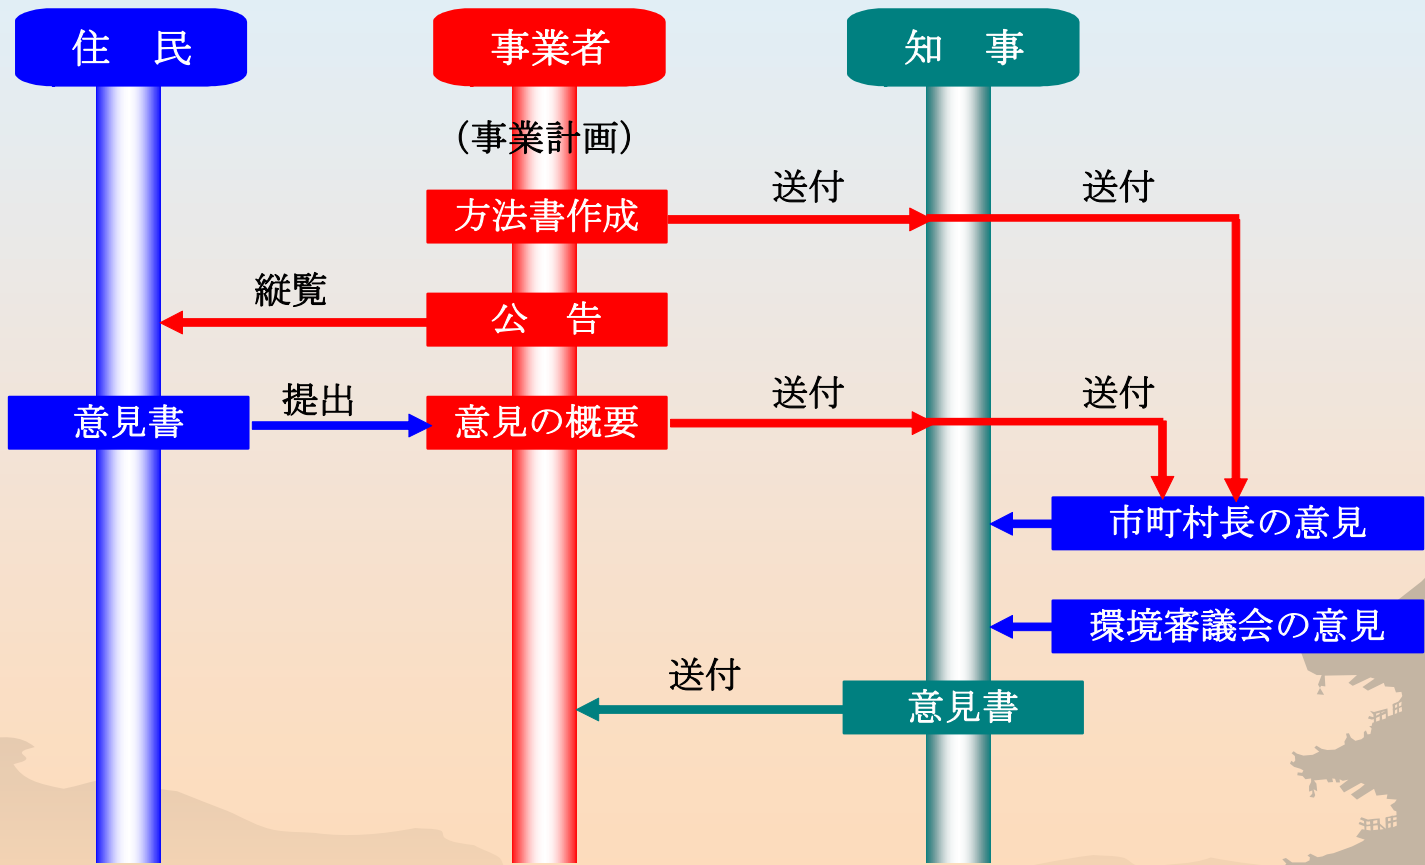 住　民
事業者
知　事
（事業計画）
方法書作成
送付
送付
縦覧
公　告
意見書
提出
意見の概要
送付
送付
市町村長の意見
環境審議会の意見
送付
意見書